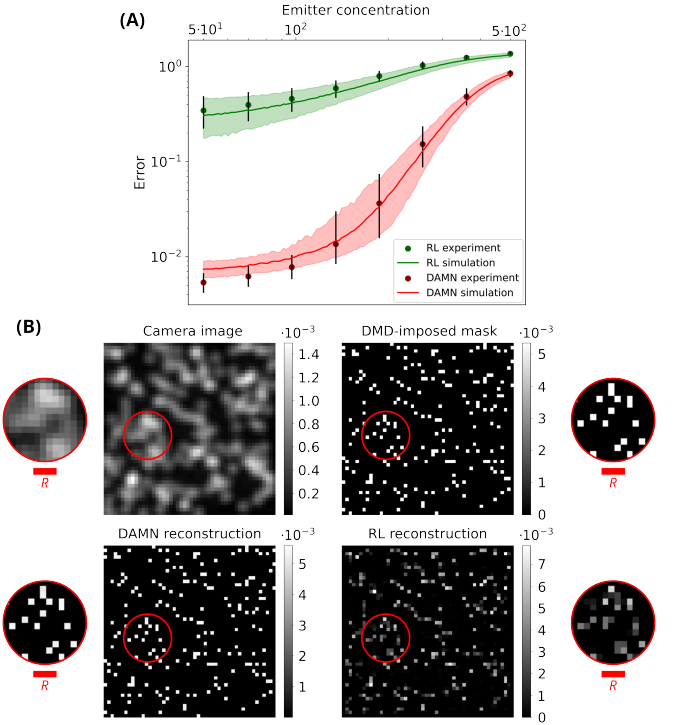 (A)
Emitter concentration
5·10¹ 10² 5·10²
10⁰
10⁻¹
10⁻²
Error
RL experiment
RL simulation
DAMN experiment
DAMN simulation
(B)
Camera image
·10⁻³
DMD-imposed mask
·10⁻³
1.4
1.2
1.0
0.8
0.6
0.4
0.2
5
4
3
2
1
0
R
R
DAMN reconstruction
·10⁻³
RL reconstruction
·10⁻³
5
4
3
2
1
7
6
5
4
3
2
1
0
R
R